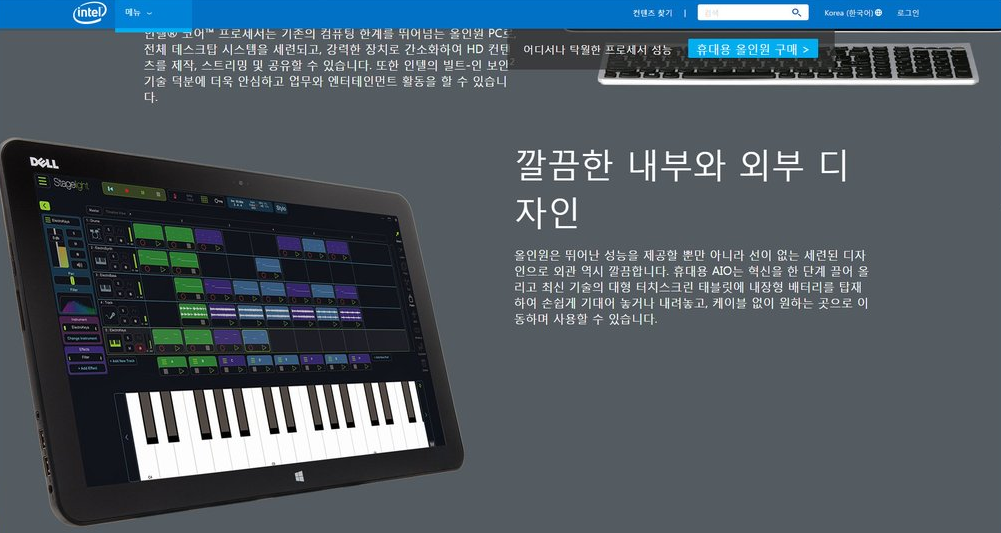 intel
메뉴
컨텐츠 찾기 | 검색 Korea (한국어) 로그인
인텔® 코어™ 프로세서는 기존의 컴퓨팅 한계를 뛰어넘는 올인원 PC로,
전체 데스크탑 시스템을 세련되고, 강력한 장치로 간소화하여 HD 컨텐
츠를 제작, 스트리밍 및 공유할 수 있습니다. 또한 인텔의 빌트-인 보안
기술 덕분에 더욱 안심하고 업무와 엔터테인먼트 활동을 할 수 있습니
다.
어디서나 탁월한 프로세서 성능
휴대용 올인원 구매 >
DELL
Stagelight
Style
ElectroKeys
Filter
Instrument
ElectroKeys
Change Instrument
Effects
Filter
+ Add Effect
+ Add New Track
깔끔한 내부와 외부 디
자인
올인원은 뛰어난 성능을 제공할 뿐만 아니라 선이 없는 세련된 디자
인으로 외관 역시 깔끔합니다. 휴대용 AIO는 혁신을 한 단계 끌어 올
리고 최신 기술의 대형 터치스크린 태블릿에 내장형 배터리를 탑재
하여 손쉽게 기대어 놓거나 내려놓고, 케이블 없이 원하는 곳으로 이
동하며 사용할 수 있습니다.